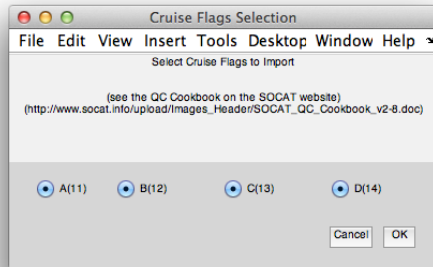 Cruise Flags Selection
File Edit View Insert Tools Desktop Window Help
Select Cruise Flags to Import
(see the QC Cookbook on the SOCAT website)
(http://www.socat.info/upload/Images_Header/SOCAT_QC_Cookbook_v2-8.doc)
A(11) B(12) C(13) D(14)
Cancel OK